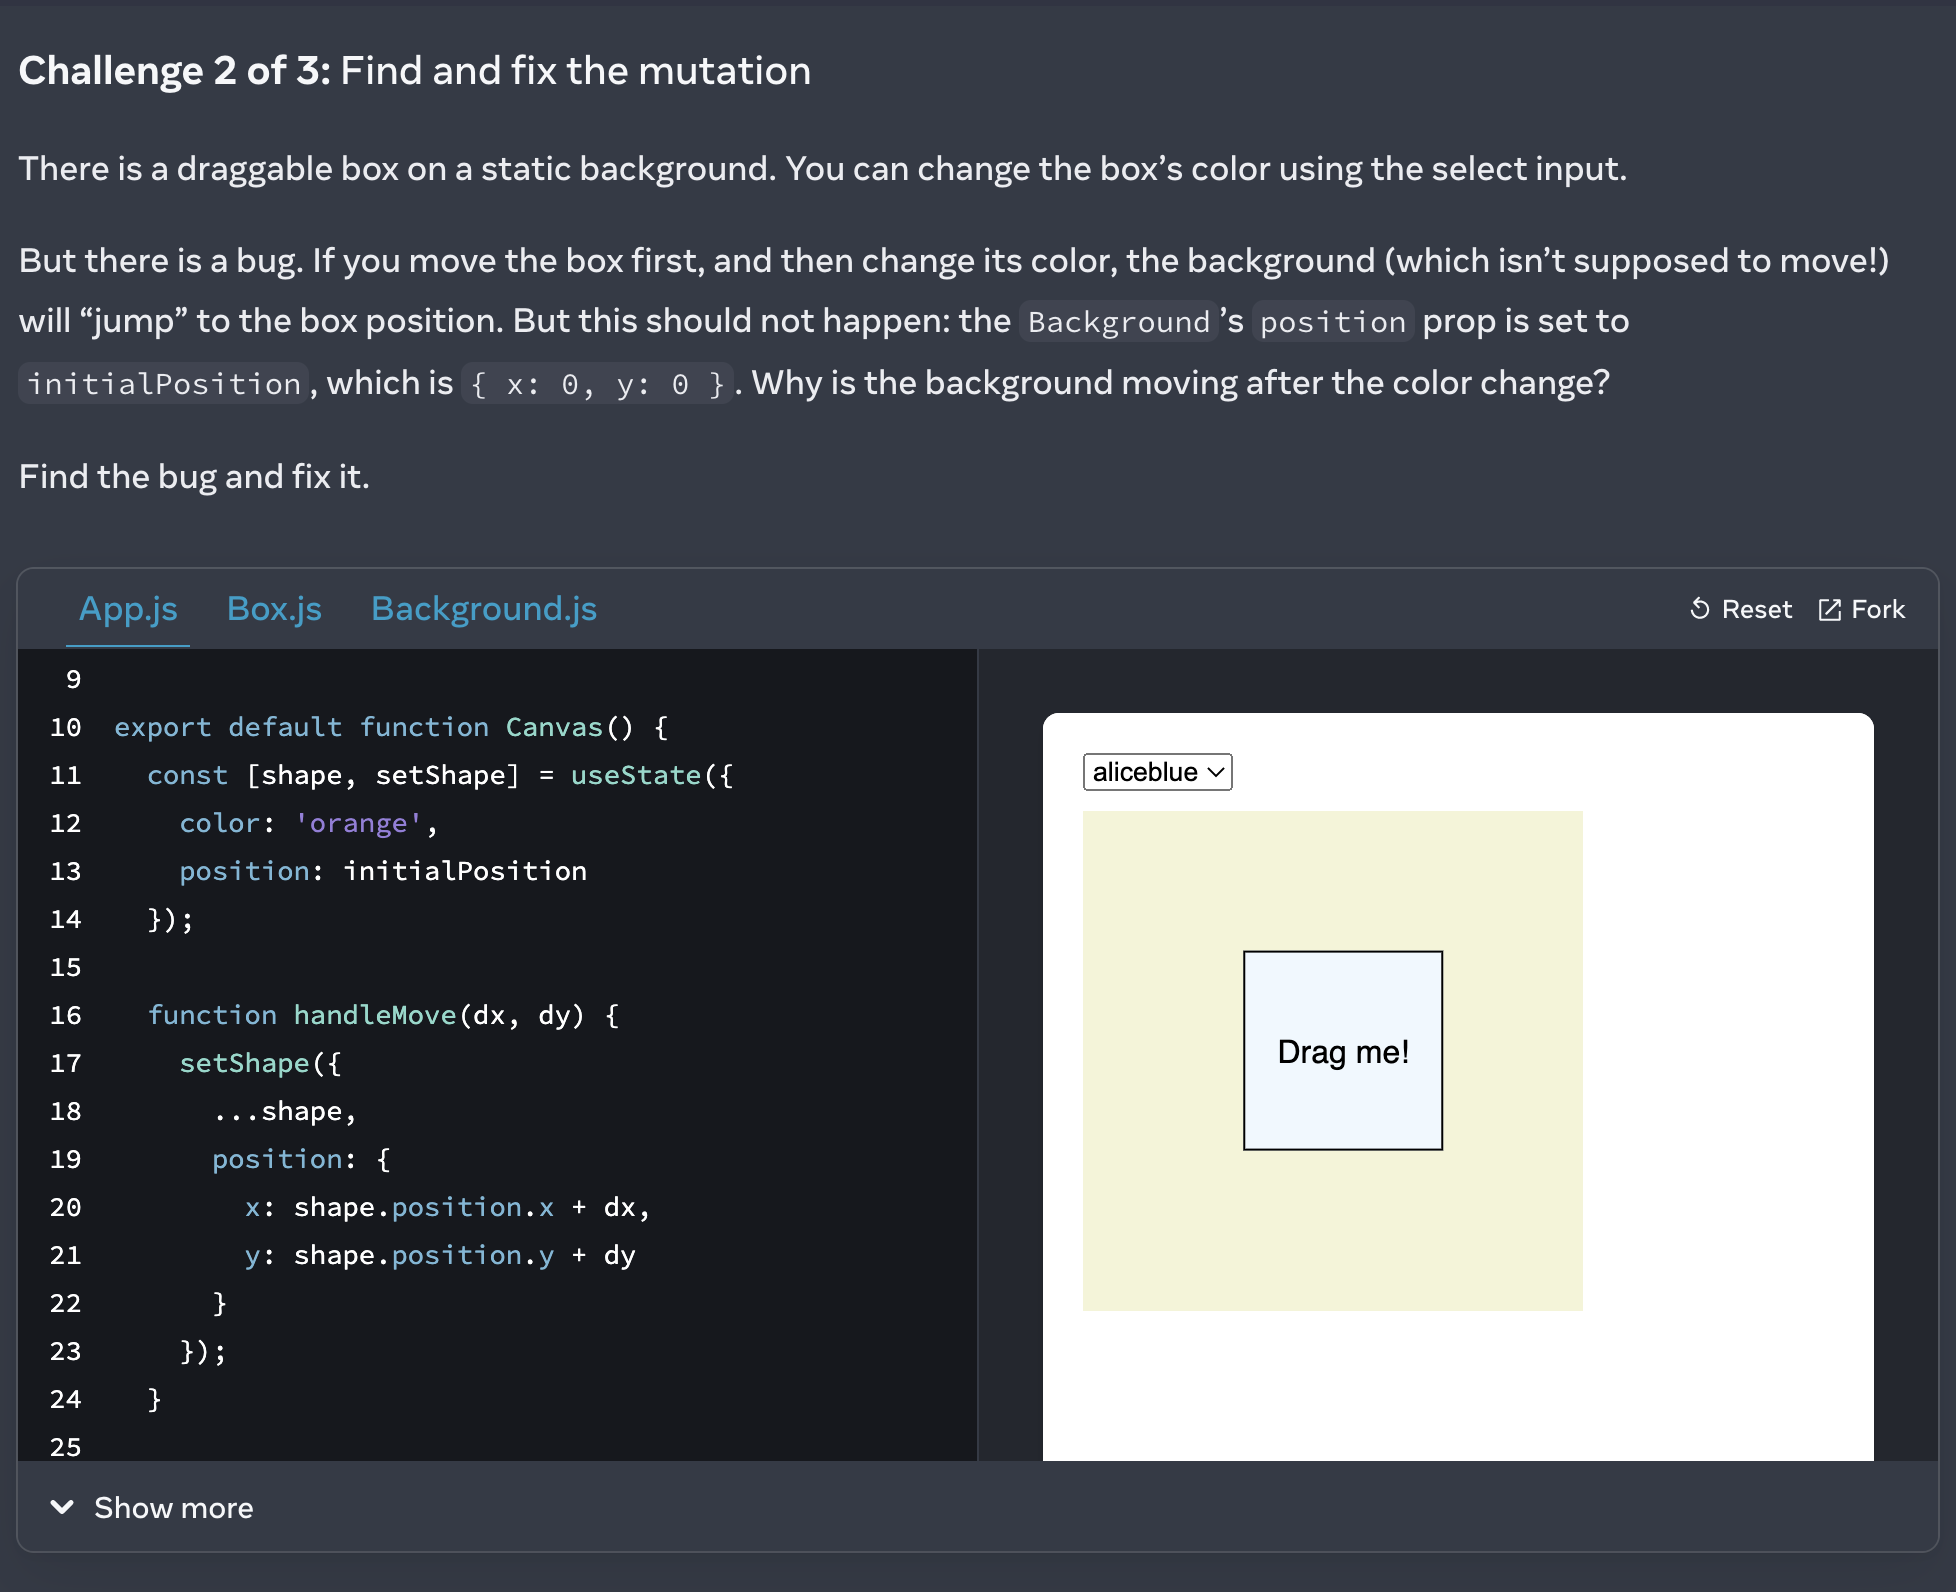 Challenge 2 of 3: Find and fix the mutation
There is a draggable box on a static background. You can change the box’s color using the select input.
But there is a bug. If you move the box first, and then change its color, the background (which isn’t supposed to move!)
will “jump” to the box position. But this should not happen: the Background’s position prop is set to
initialPosition, which is { x: 0, y: 0 }. Why is the background moving after the color change?
Find the bug and fix it.
App.js Box.js Background.js Reset Fork
9
10 export default function Canvas() {
11   const [shape, setShape] = useState({
12     color: 'orange',
13     position: initialPosition
14   });
15
16   function handleMove(dx, dy) {
17     setShape({
18       ...shape,
19       position: {
20         x: shape.position.x + dx,
21         y: shape.position.y + dy
22       }
23     });
24   }
25
aliceblue
Drag me!
Show more